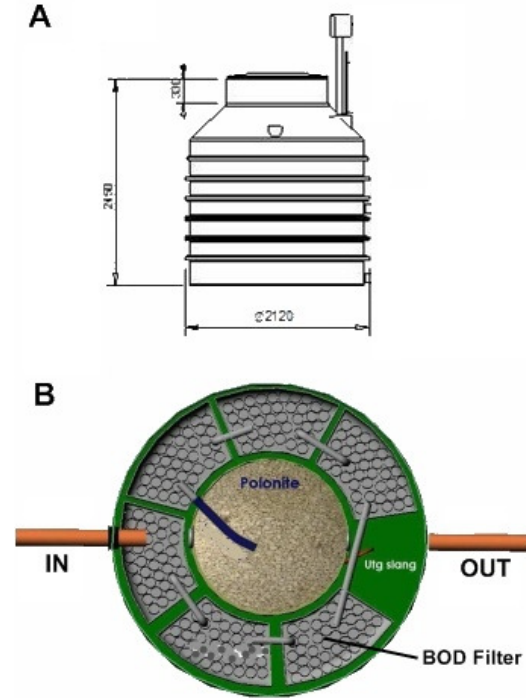 A
330
2450
⌀2120
B
Polonite
IN
Utg slang
OUT
BOD Filter